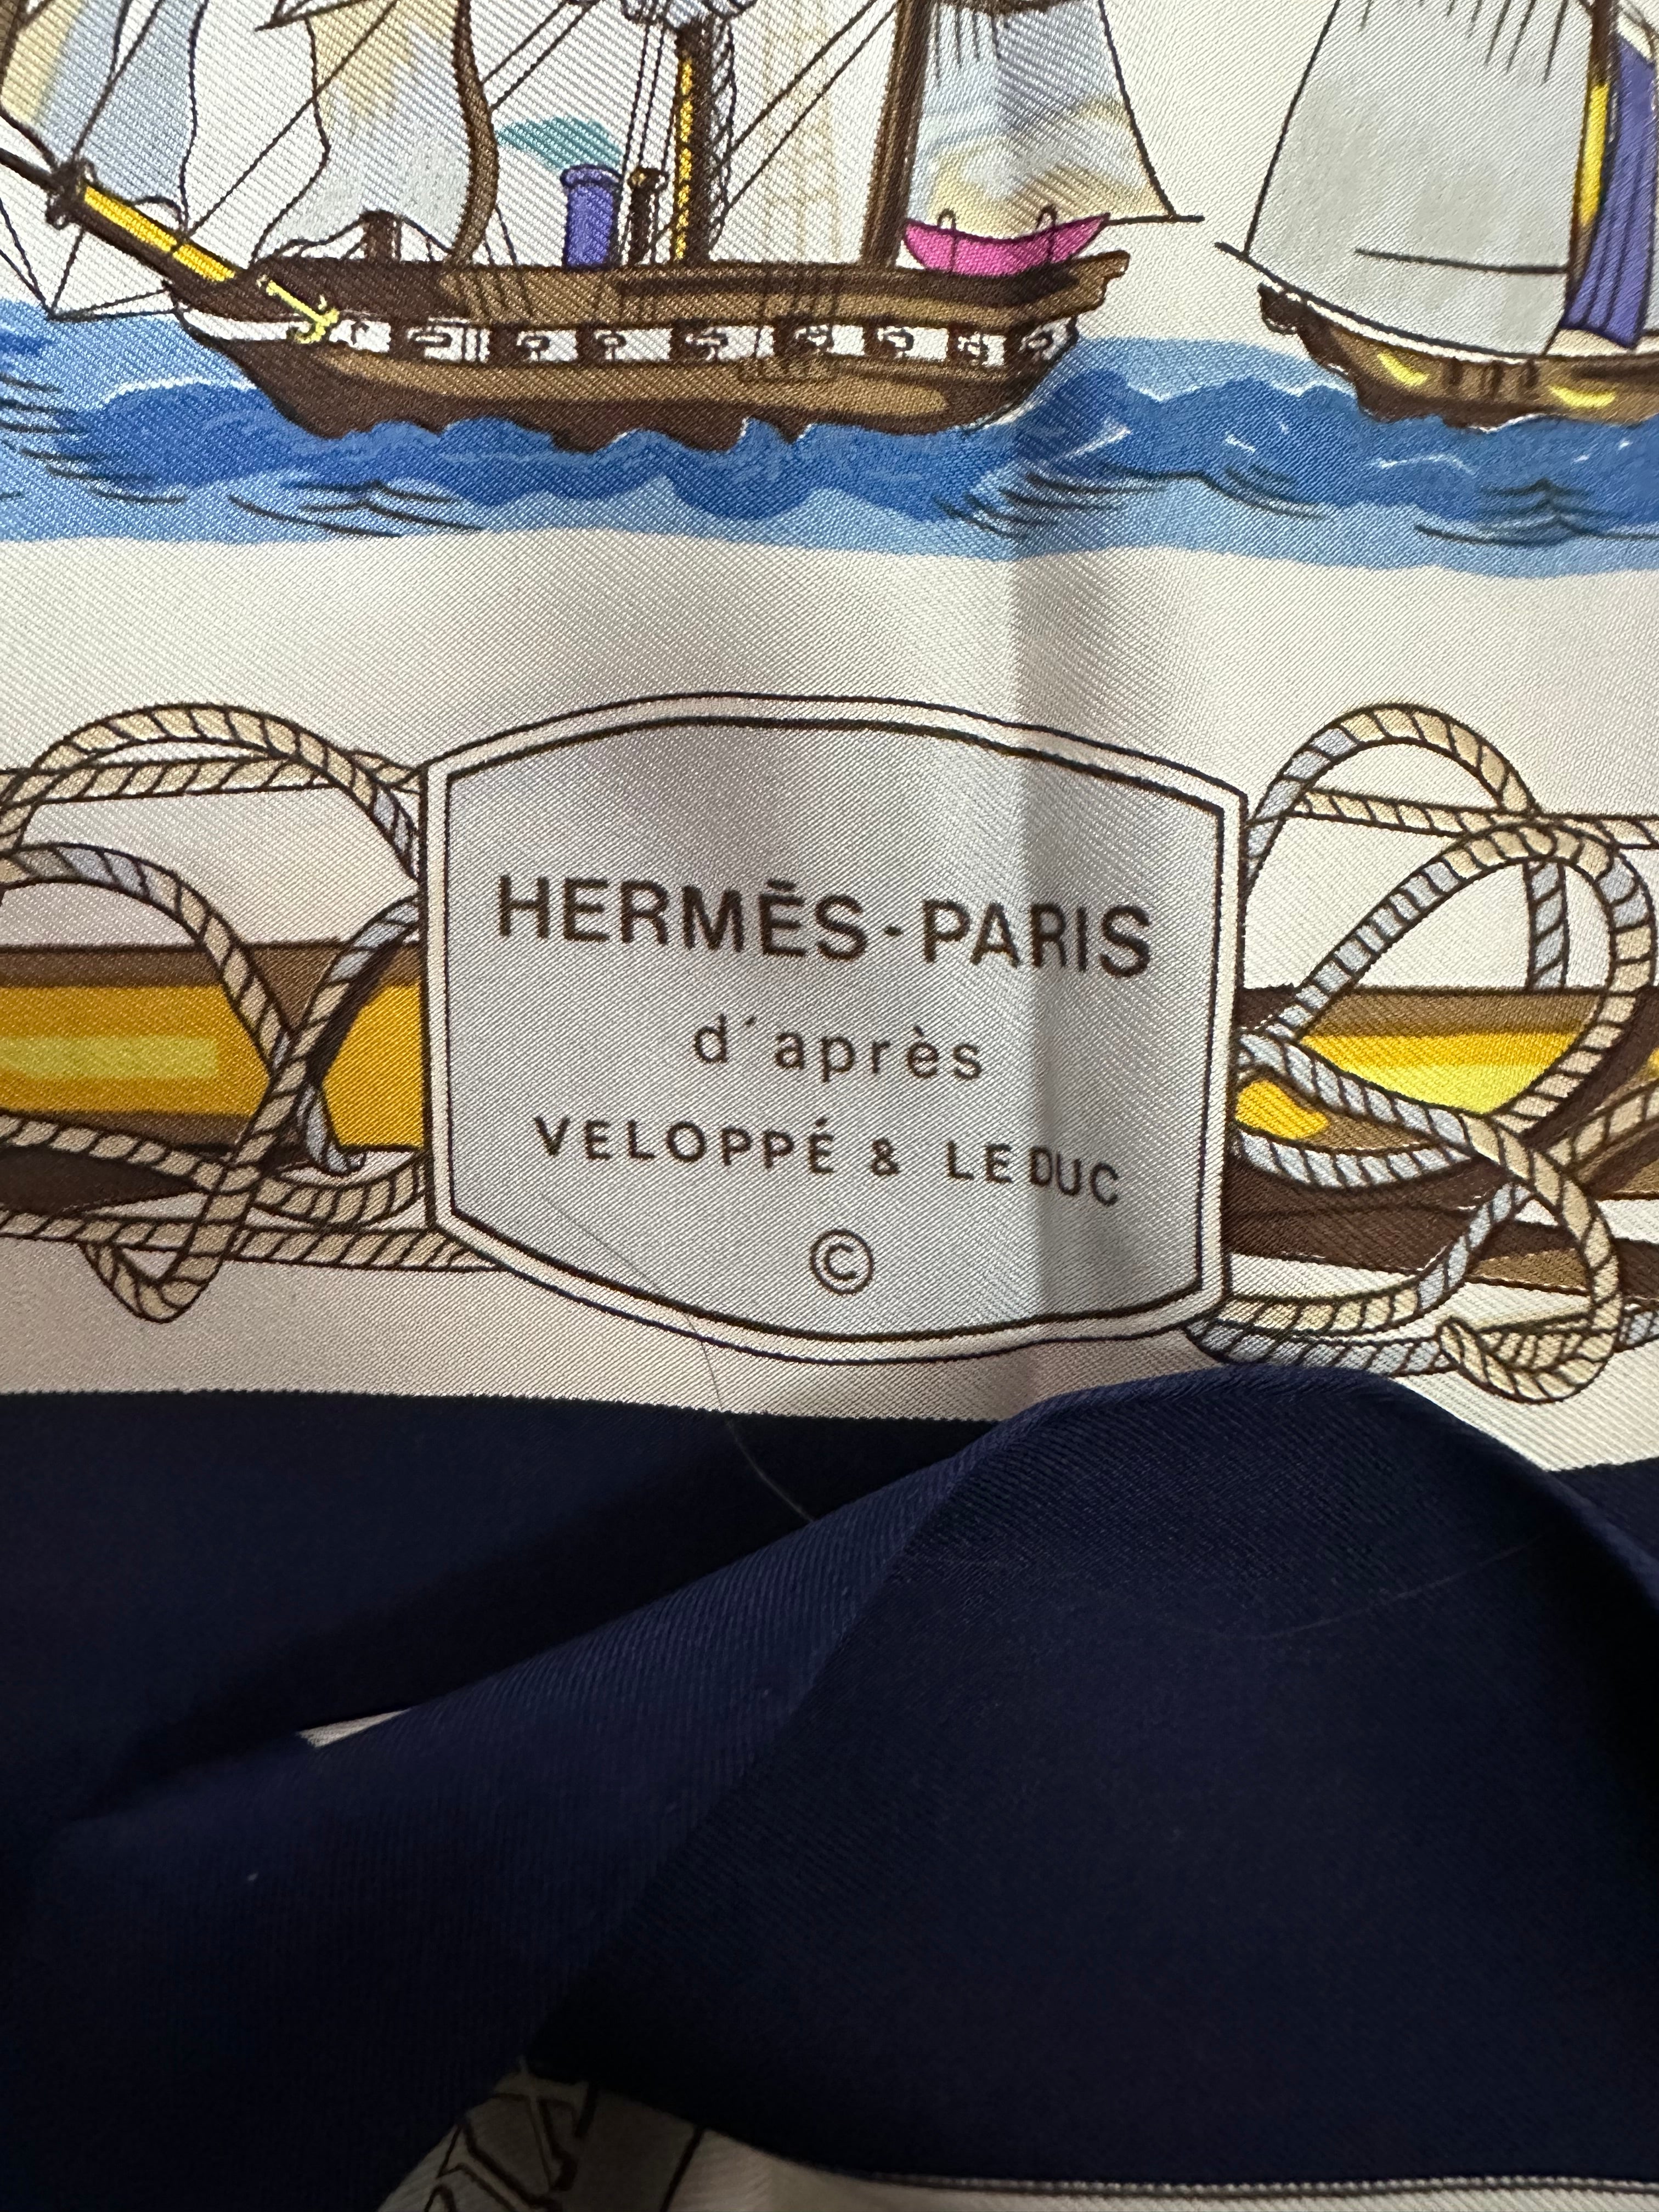 HERMÈS-PARIS
d'après
VELOPPÉ & LEDUC
©